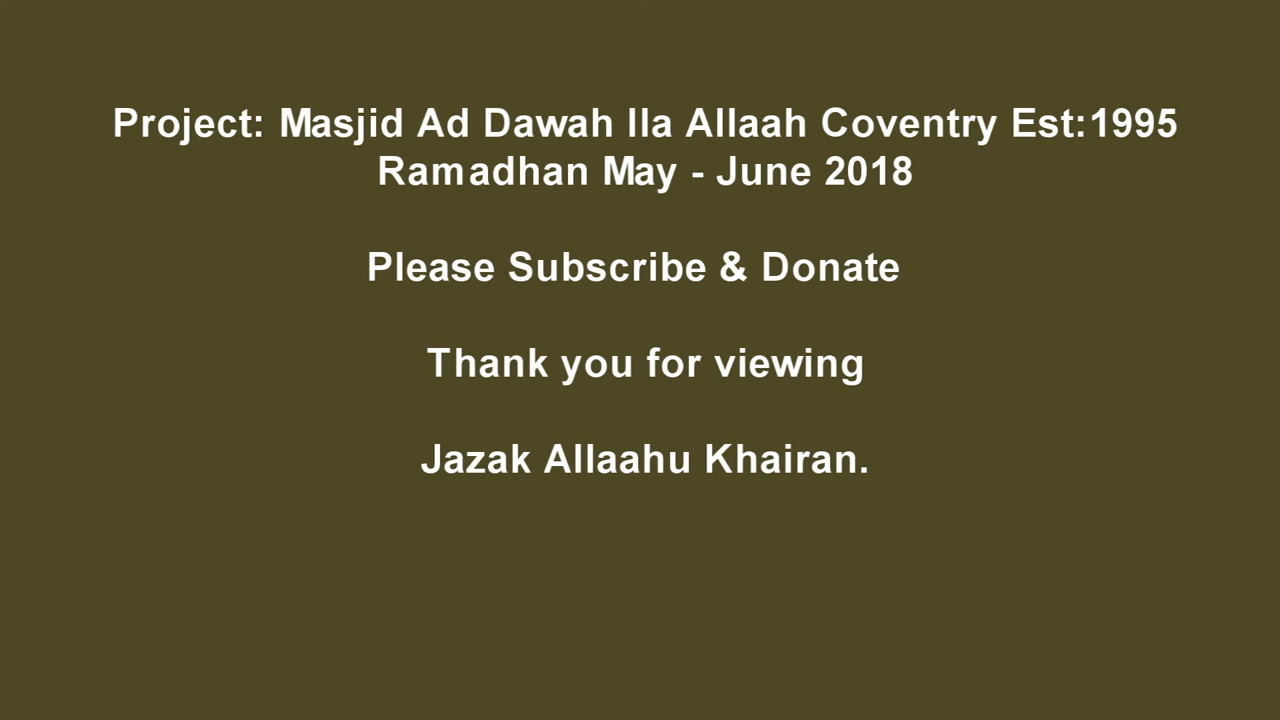 Project: Masjid Ad Dawah Ila Allaah Coventry Est:1995
Ramadhan May - June 2018
Please Subscribe & Donate
Thank you for viewing
Jazak Allaahu Khairan.